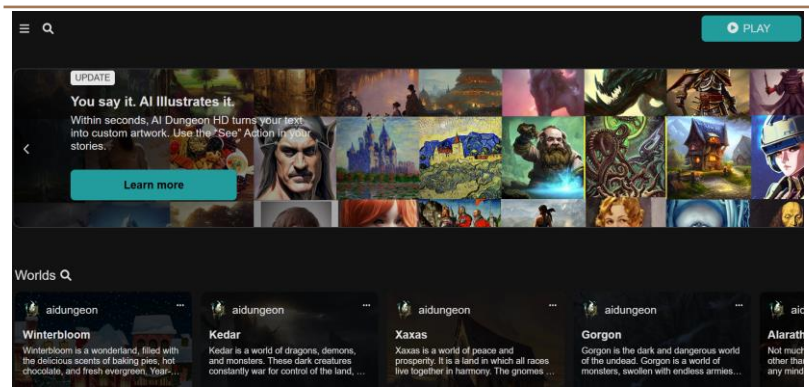 PLAY
UPDATE
You say it. AI Illustrates it.
Within seconds, AI Dungeon HD turns your text
into custom artwork. Use the "See" Action in your
stories.
Learn more
Worlds
aidungeon
Winterbloom
Winterbloom is a wonderland, filled with
the delicious scents of baking pies, hot
chocolate, and fresh evergreen. Year-...
aidungeon
Kedar
Kedar is a world of dragons, demons,
and monsters. These dark creatures
constantly war for control of the land, ...
aidungeon
Xaxas
Xaxas is a world of peace and
prosperity. It is a land in which all races
live together in harmony. The gnomes ...
aidungeon
Gorgon
Gorgon is the dark and dangerous world
of the undead. Gorgon is a world of
monsters, swollen with endless armies...
aid
Alarath
Not much
other than
any mind